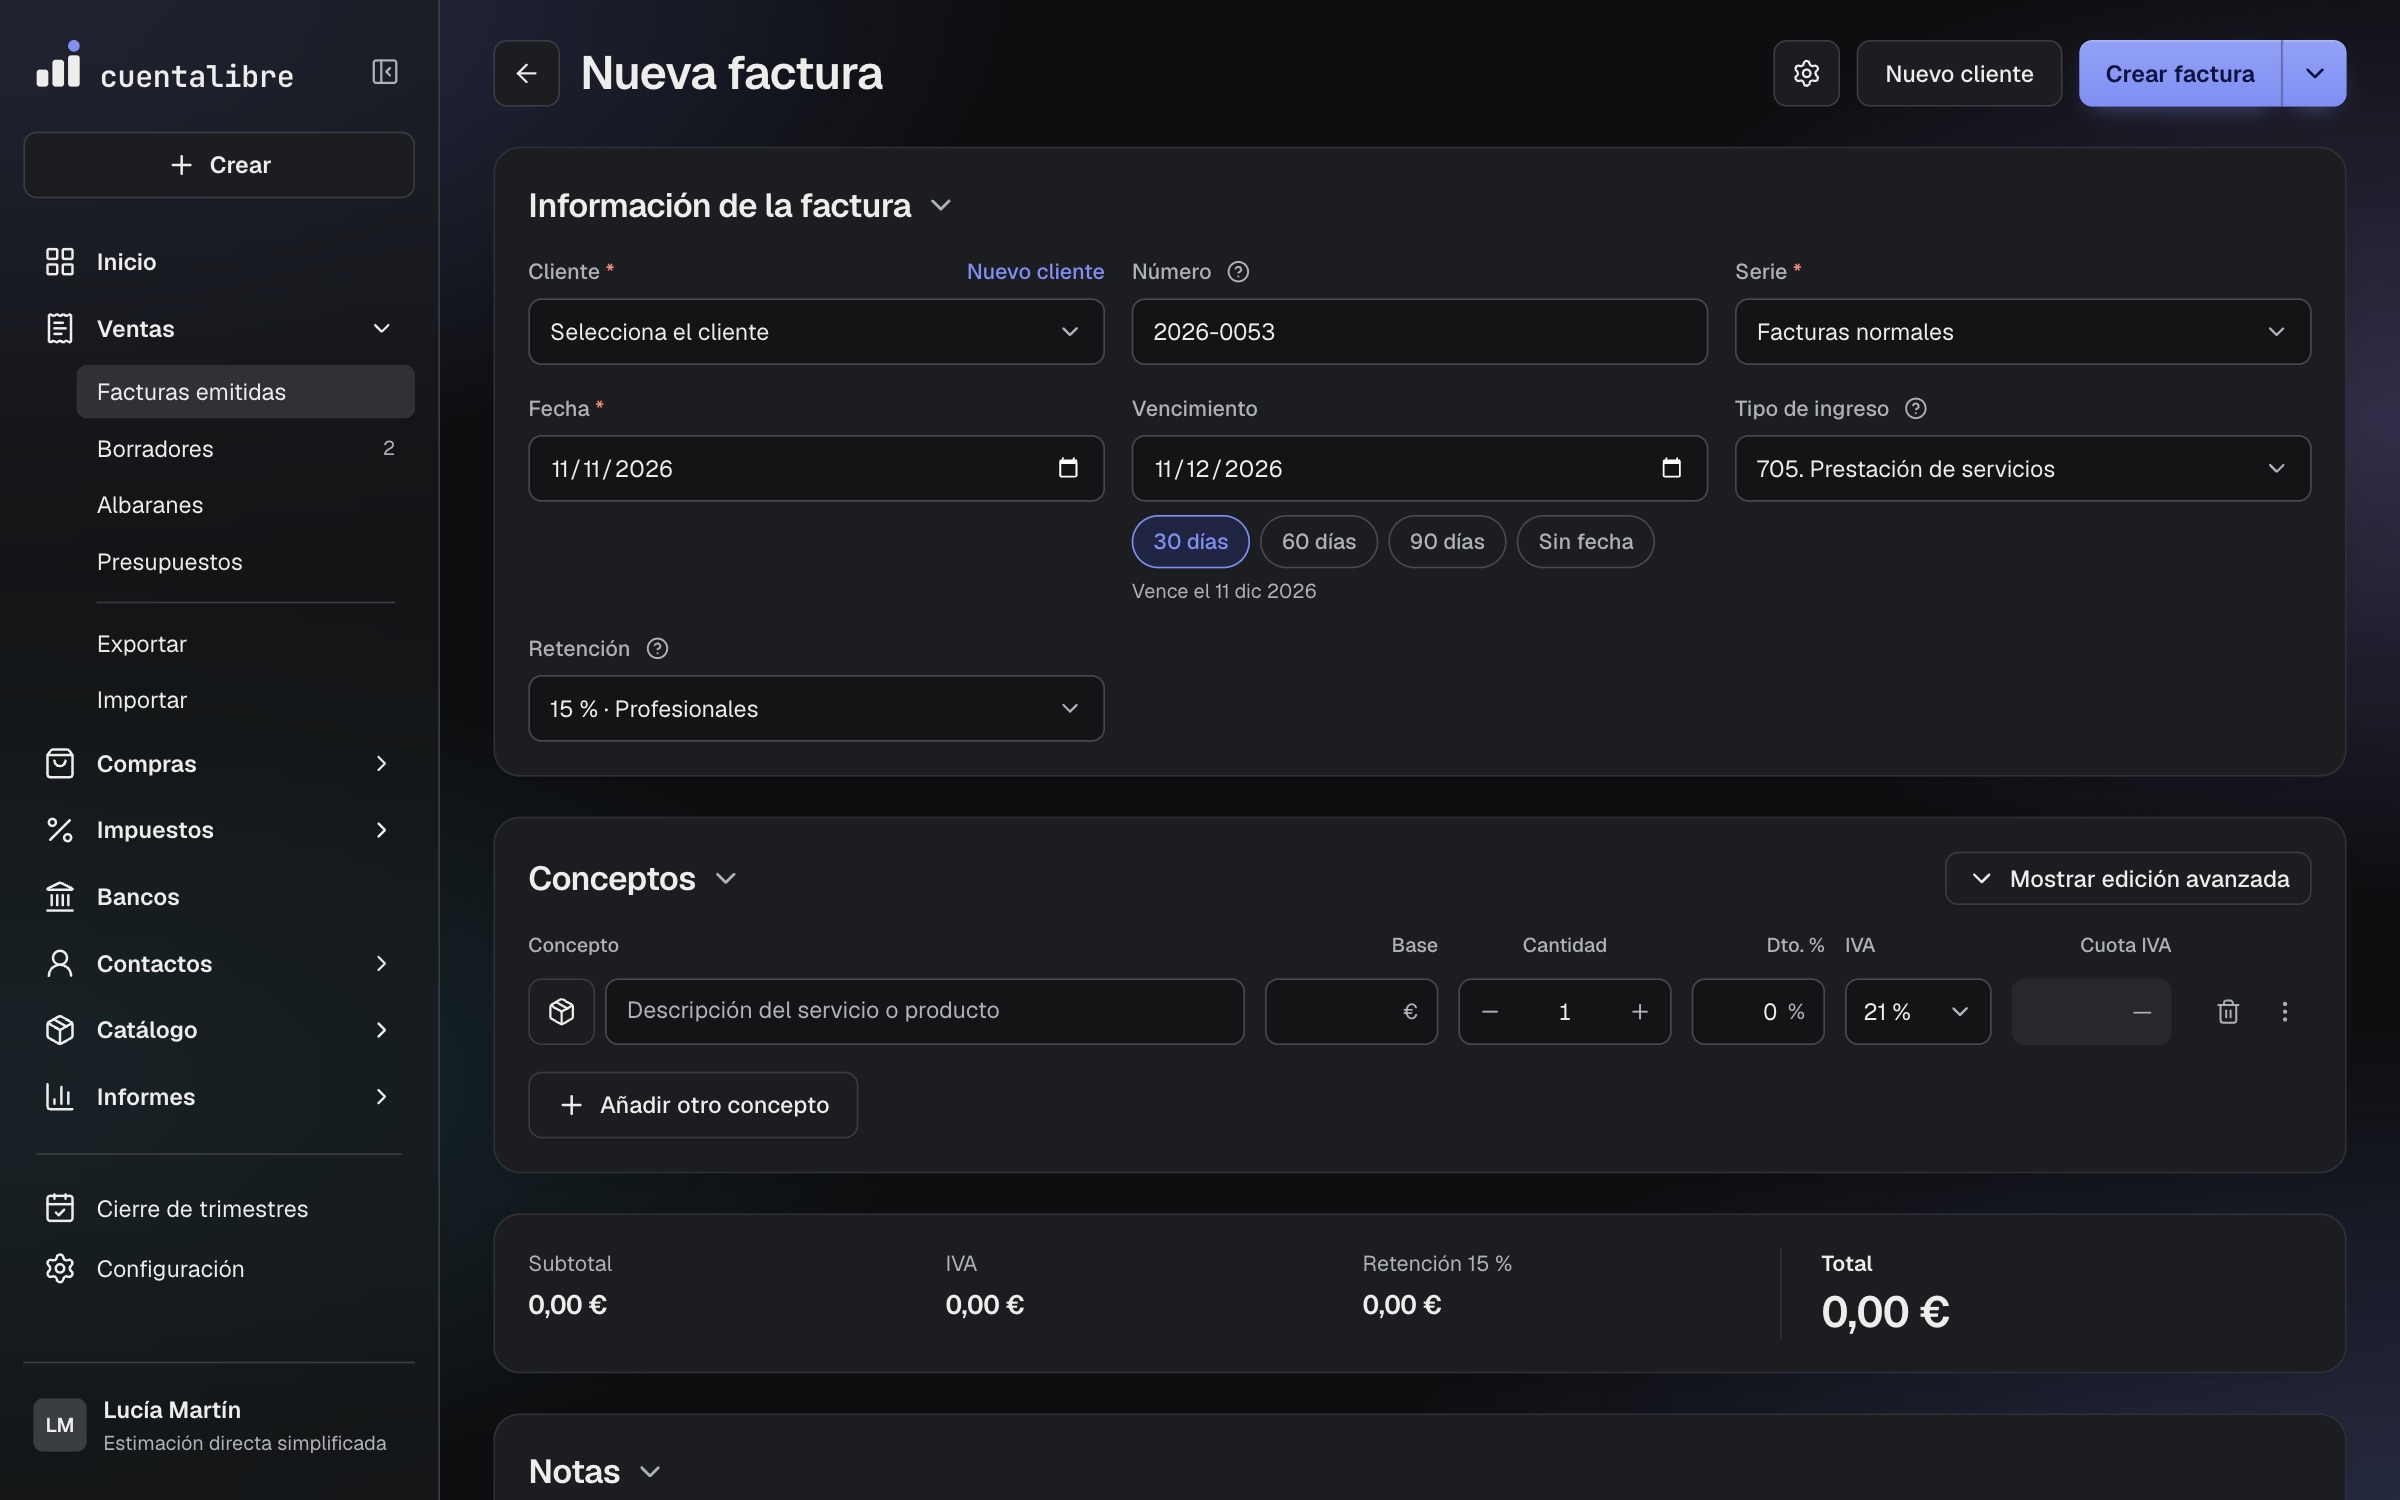 cuentalibre
Crear
Inicio
Ventas
Facturas emitidas
Borradores 2
Albaranes
Presupuestos
Exportar
Importar
Compras
Impuestos
Bancos
Contactos
Catálogo
Informes
Cierre de trimestres
Configuración
LM
Lucía Martín
Estimación directa simplificada
Nueva factura
Nuevo cliente
Crear factura
Información de la factura
Cliente * Nuevo cliente
Selecciona el cliente
Número
2026-0053
Serie *
Facturas normales
Fecha *
11/11/2026
Vencimiento
11/12/2026
30 días 60 días 90 días Sin fecha
Vence el 11 dic 2026
Tipo de ingreso
705. Prestación de servicios
Retención
15 % · Profesionales
Conceptos
Mostrar edición avanzada
Concepto Base Cantidad Dto. % IVA Cuota IVA
Descripción del servicio o producto € − 1 + 0 % 21 % —
Añadir otro concepto
Subtotal IVA Retención 15 % Total
0,00 € 0,00 € 0,00 € 0,00 €
Notas